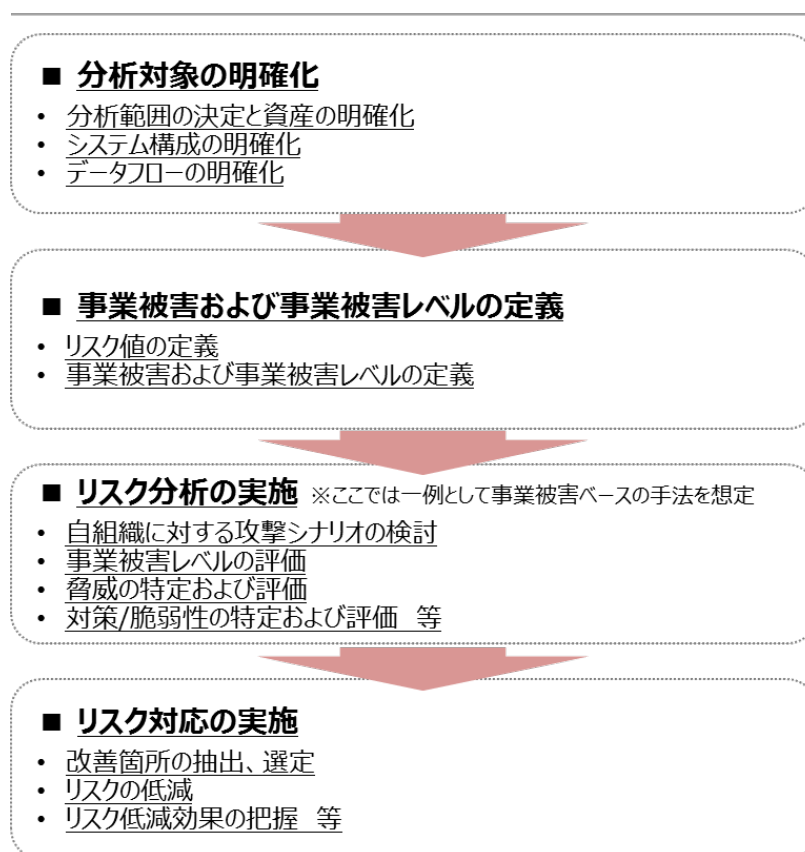 ■ 分析対象の明確化
• 分析範囲の決定と資産の明確化
• システム構成の明確化
• データフローの明確化
■ 事業被害および事業被害レベルの定義
• リスク値の定義
• 事業被害および事業被害レベルの定義
■ リスク分析の実施 ※ここでは一例として事業被害ベースの手法を想定
• 自組織に対する攻撃シナリオの検討
• 事業被害レベルの評価
• 脅威の特定および評価
• 対策/脆弱性の特定および評価 等
■ リスク対応の実施
• 改善箇所の抽出、選定
• リスクの低減
• リスク低減効果の把握 等